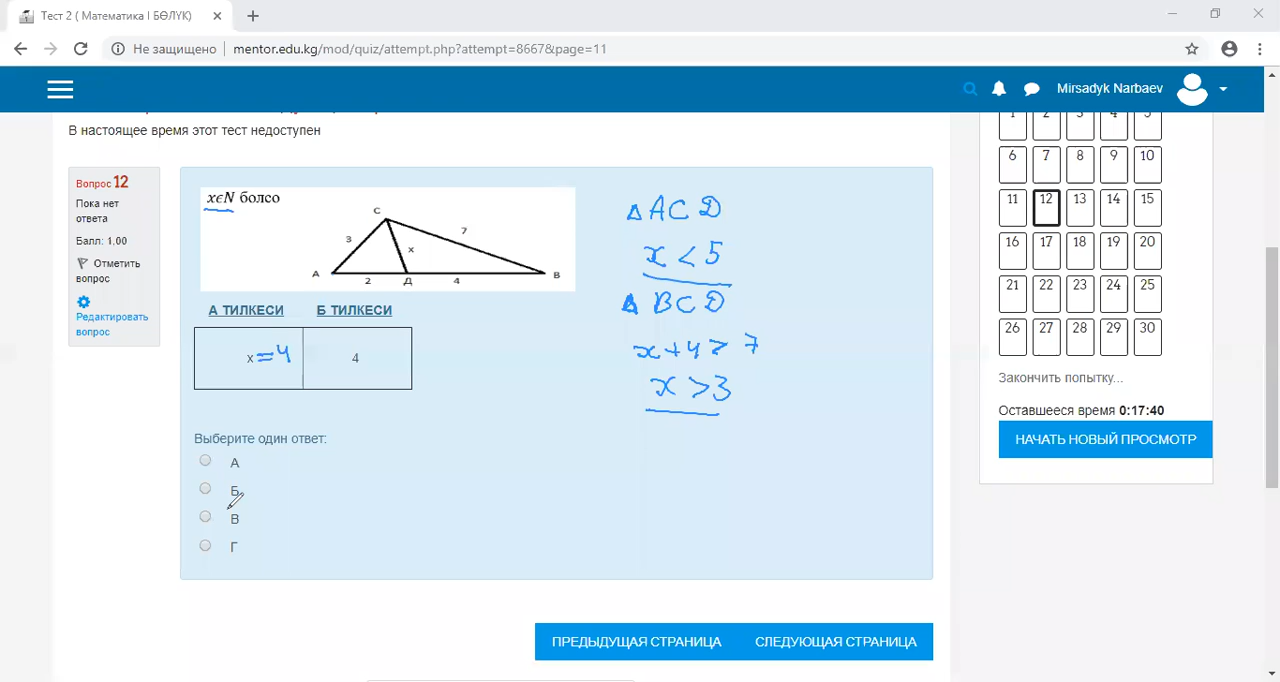 Тест 2 ( Математика I БӨЛҮК)
Не защищено
mentor.edu.kg/mod/quiz/attempt.php?attempt=8667&page=11
Mirsadyk Narbaev
В настоящее время этот тест недоступен
Вопрос 12
Пока нет
ответа
Балл: 1,00
Отметить
вопрос
Редактировать
вопрос
xϵN болсо
C
3
7
x
A
2
Д
4
B
А ТИЛКЕСИ
Б ТИЛКЕСИ
x =4
4
Δ ACD
x < 5
Δ BCD
x + 4 > 7
x > 3
Выберите один ответ:
А
Б
В
Г
ПРЕДЫДУЩАЯ СТРАНИЦА
СЛЕДУЮЩАЯ СТРАНИЦА
1 2 3 4 5
6 7 8 9 10
11 12 13 14 15
16 17 18 19 20
21 22 23 24 25
26 27 28 29 30
Закончить попытку...
Оставшееся время 0:17:40
НАЧАТЬ НОВЫЙ ПРОСМОТР